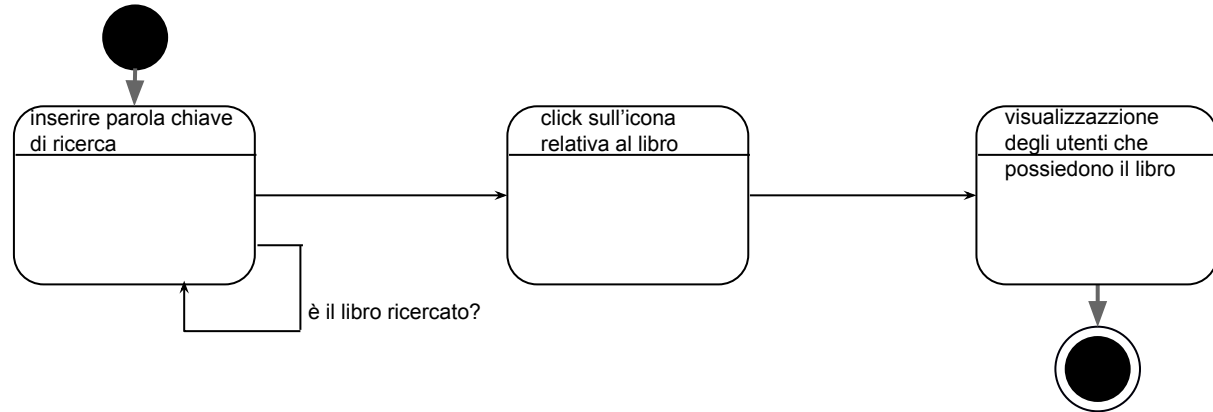 inserire parola chiave
di ricerca
click sull'icona
relativa al libro
visualizzazzione
degli utenti che
possiedono il libro
è il libro ricercato?